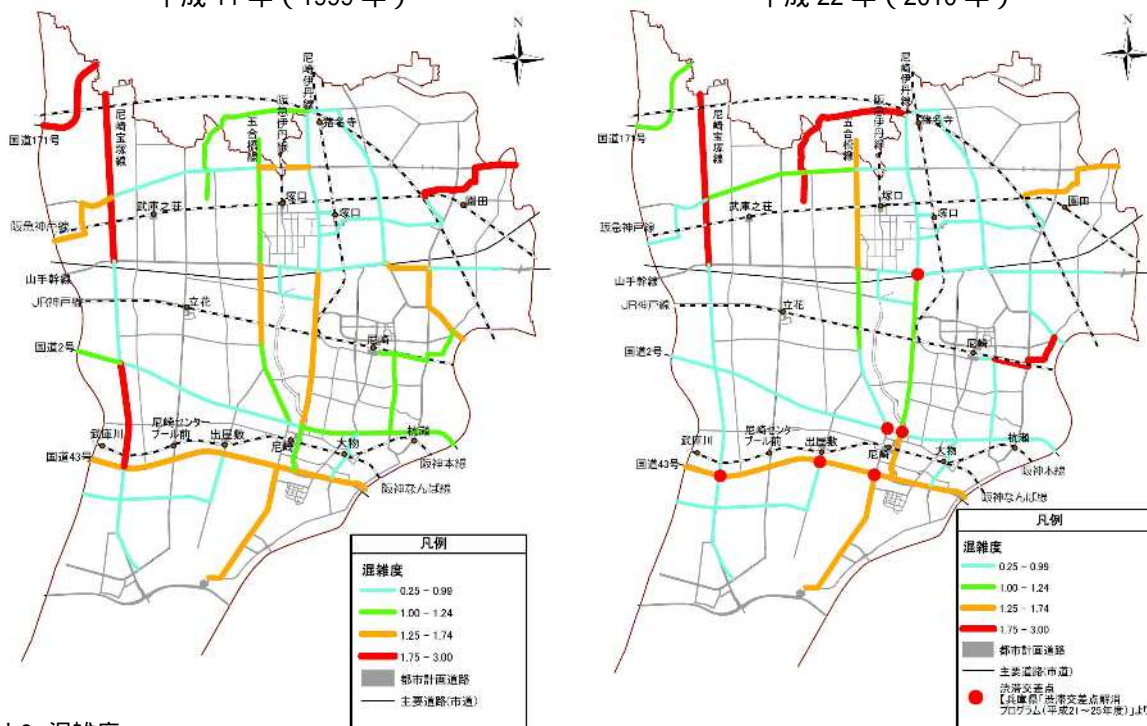 平成 11 年（1999 年）
平成 22 年（2010 年）
N
尼崎伊丹線
阪急伊丹線
五合橋線
尼崎宝塚線
猪名寺
国道171号
塚口
塚口
武庫之荘
園田
阪急神戸線
山手幹線
JR神戸線
立花
尼崎
国道2号
尼崎センター
プール前
武庫川
出屋敷
尼崎
大物
杭瀬
国道43号
阪神本線
阪神なんば線
凡例
混雑度
0.25 - 0.99
1.00 - 1.24
1.25 - 1.74
1.75 - 3.00
都市計画道路
主要道路(市道)
N
尼崎伊丹線
阪急伊丹線
五合橋線
尼崎宝塚線
猪名寺
国道171号
塚口
塚口
武庫之荘
園田
阪急神戸線
山手幹線
JR神戸線
立花
尼崎
国道2号
尼崎センター
プール前
武庫川
出屋敷
尼崎
大物
杭瀬
国道43号
阪神本線
阪神なんば線
凡例
混雑度
0.25 - 0.99
1.00 - 1.24
1.25 - 1.74
1.75 - 3.00
都市計画道路
主要道路(市道)
渋滞交差点
【兵庫県「渋滞交差点解消
プログラム(平成21～25年度)」より
混雑度